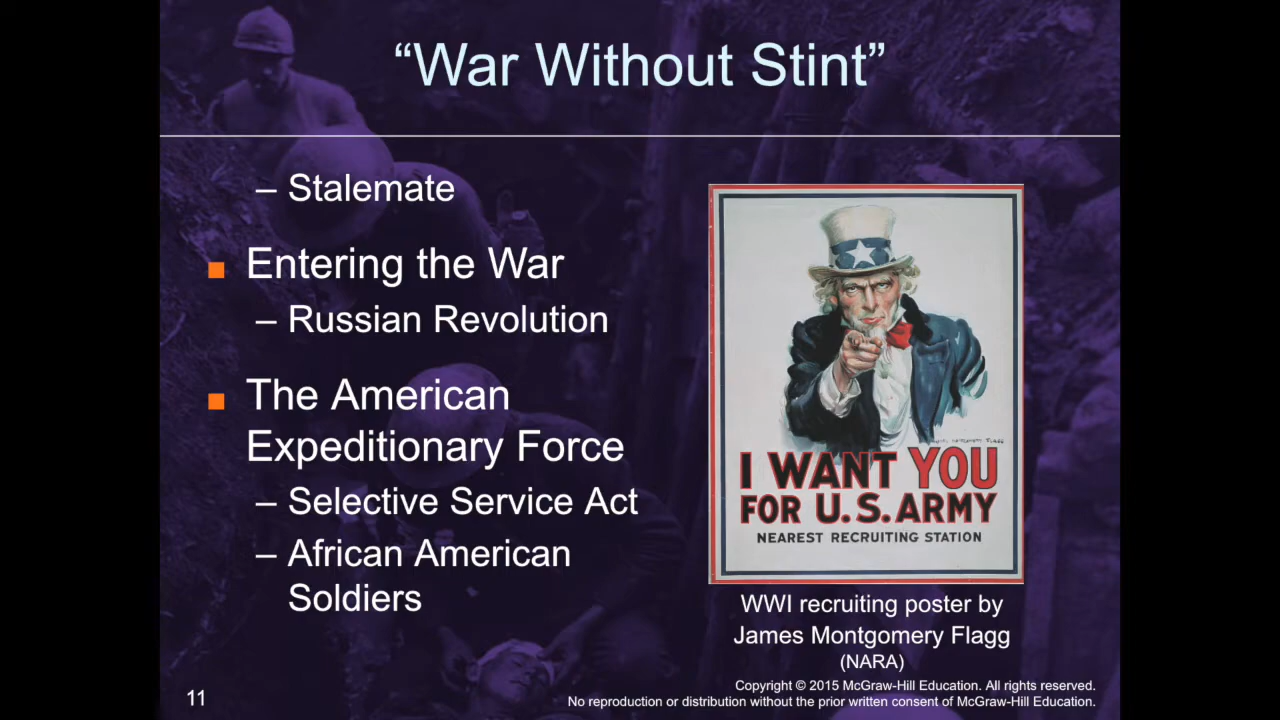 “War Without Stint”
– Stalemate
■ Entering the War
– Russian Revolution
■ The American
Expeditionary Force
– Selective Service Act
– African American
Soldiers
I WANT YOU
FOR U.S. ARMY
NEAREST RECRUITING STATION
WWI recruiting poster by
James Montgomery Flagg
(NARA)
Copyright © 2015 McGraw-Hill Education. All rights reserved.
No reproduction or distribution without the prior written consent of McGraw-Hill Education.
11